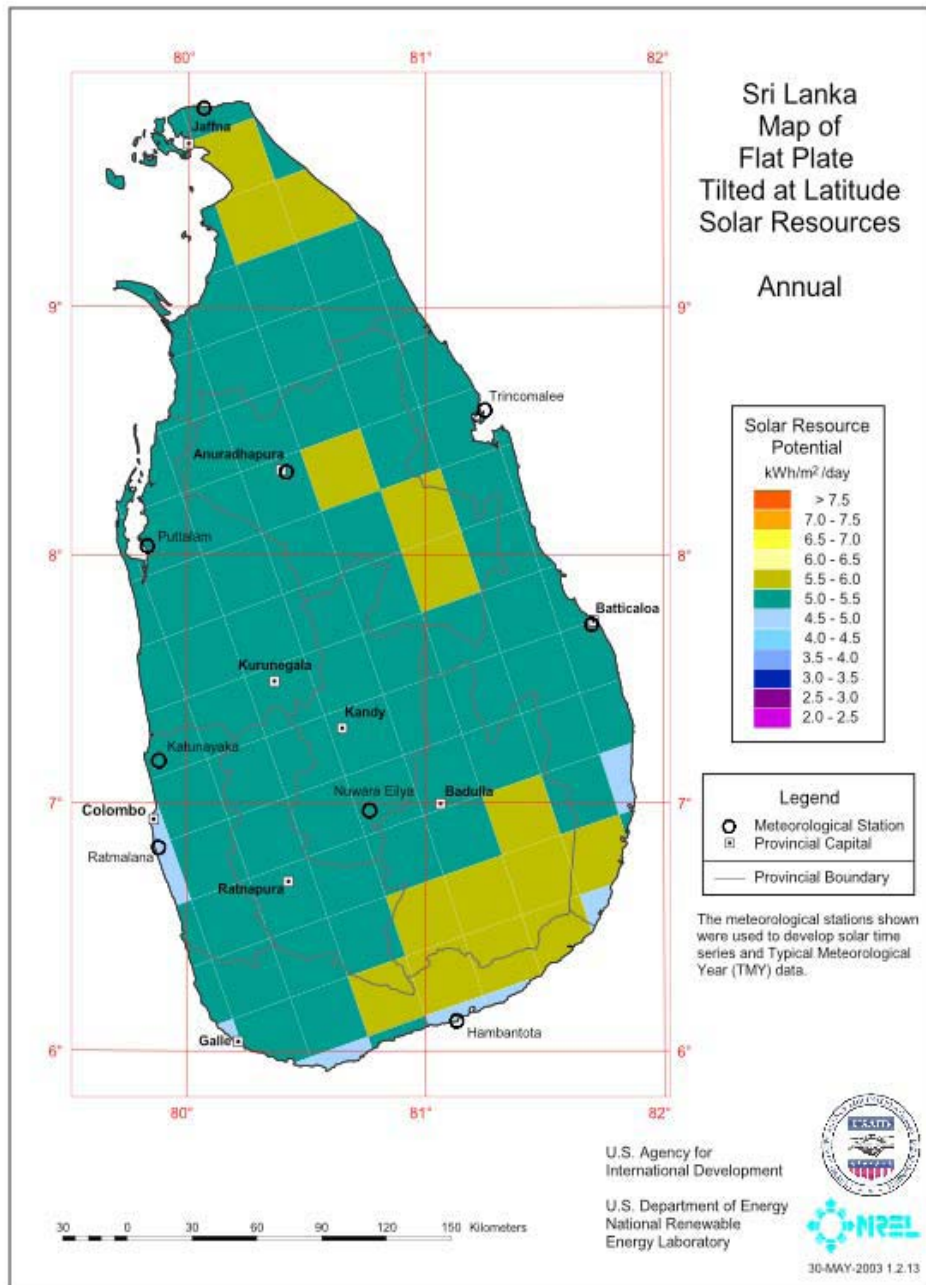 Sri Lanka
Map of
Flat Plate
Tilted at Latitude
Solar Resources
Annual
80° 81° 82°
Jaffna
9° 9°
Trincomalee
Anuradhapura
8° 8°
Puttalam
Batticaloa
Kurunegala
Kandy
Katunayaka
Nuwara Eilya
Badulla
7° 7°
Colombo
Ratmalana
Ratnapura
Hambantota
Galle
6° 6°
80° 81° 82°
Solar Resource
Potential
kWh/m² /day
> 7.5
7.0 - 7.5
6.5 - 7.0
6.0 - 6.5
5.5 - 6.0
5.0 - 5.5
4.5 - 5.0
4.0 - 4.5
3.5 - 4.0
3.0 - 3.5
2.5 - 3.0
2.0 - 2.5
Legend
Meteorological Station
Provincial Capital
Provincial Boundary
The meteorological stations shown
were used to develop solar time
series and Typical Meteorological
Year (TMY) data.
U.S. Agency for
International Development
USAID
U.S. Department of Energy
National Renewable
Energy Laboratory
NREL
30 0 30 60 90 120 150 Kilometers
30-MAY-2003 1.2.13